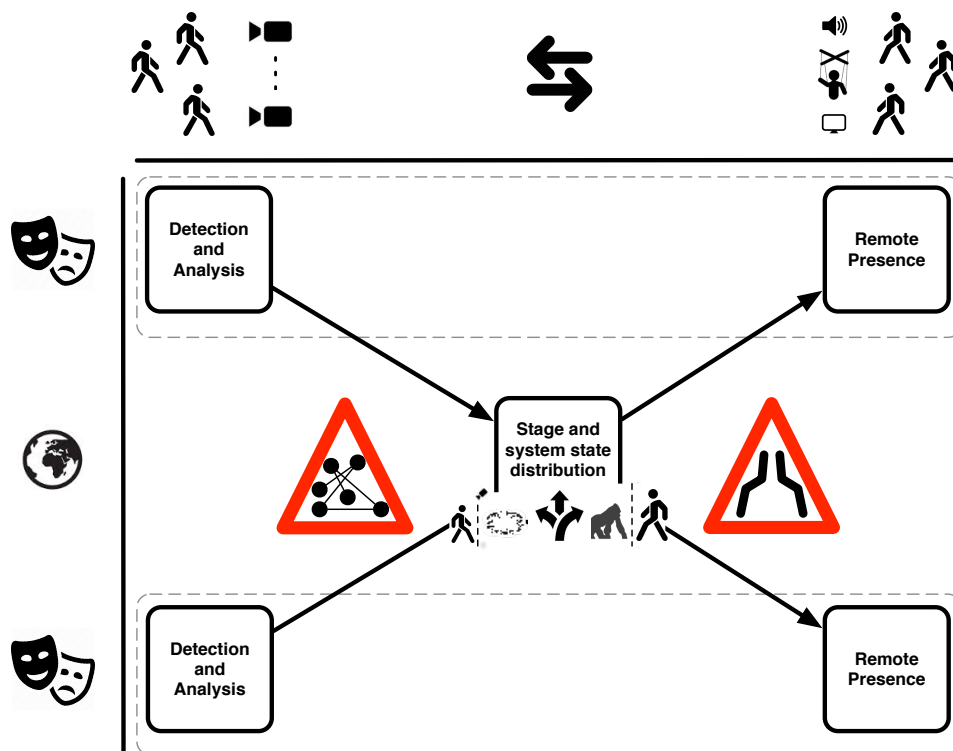 Detection
and
Analysis
Remote
Presence
Stage and
system state
distribution
Detection
and
Analysis
Remote
Presence